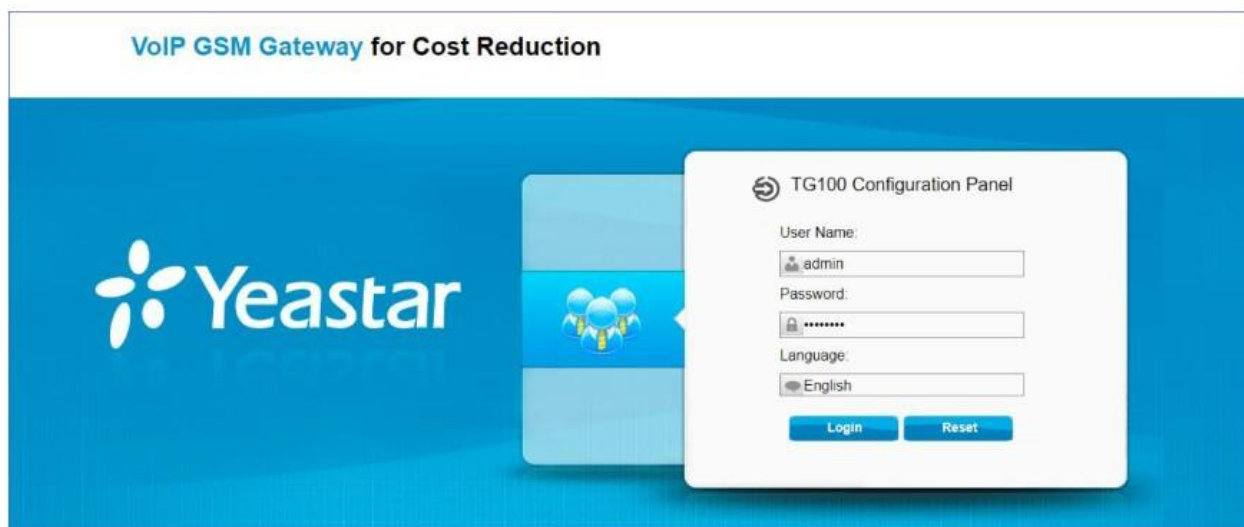 VoIP GSM Gateway for Cost Reduction
Yeastar
TG100 Configuration Panel
User Name:
admin
Password:
••••••••
Language:
English
Login Reset